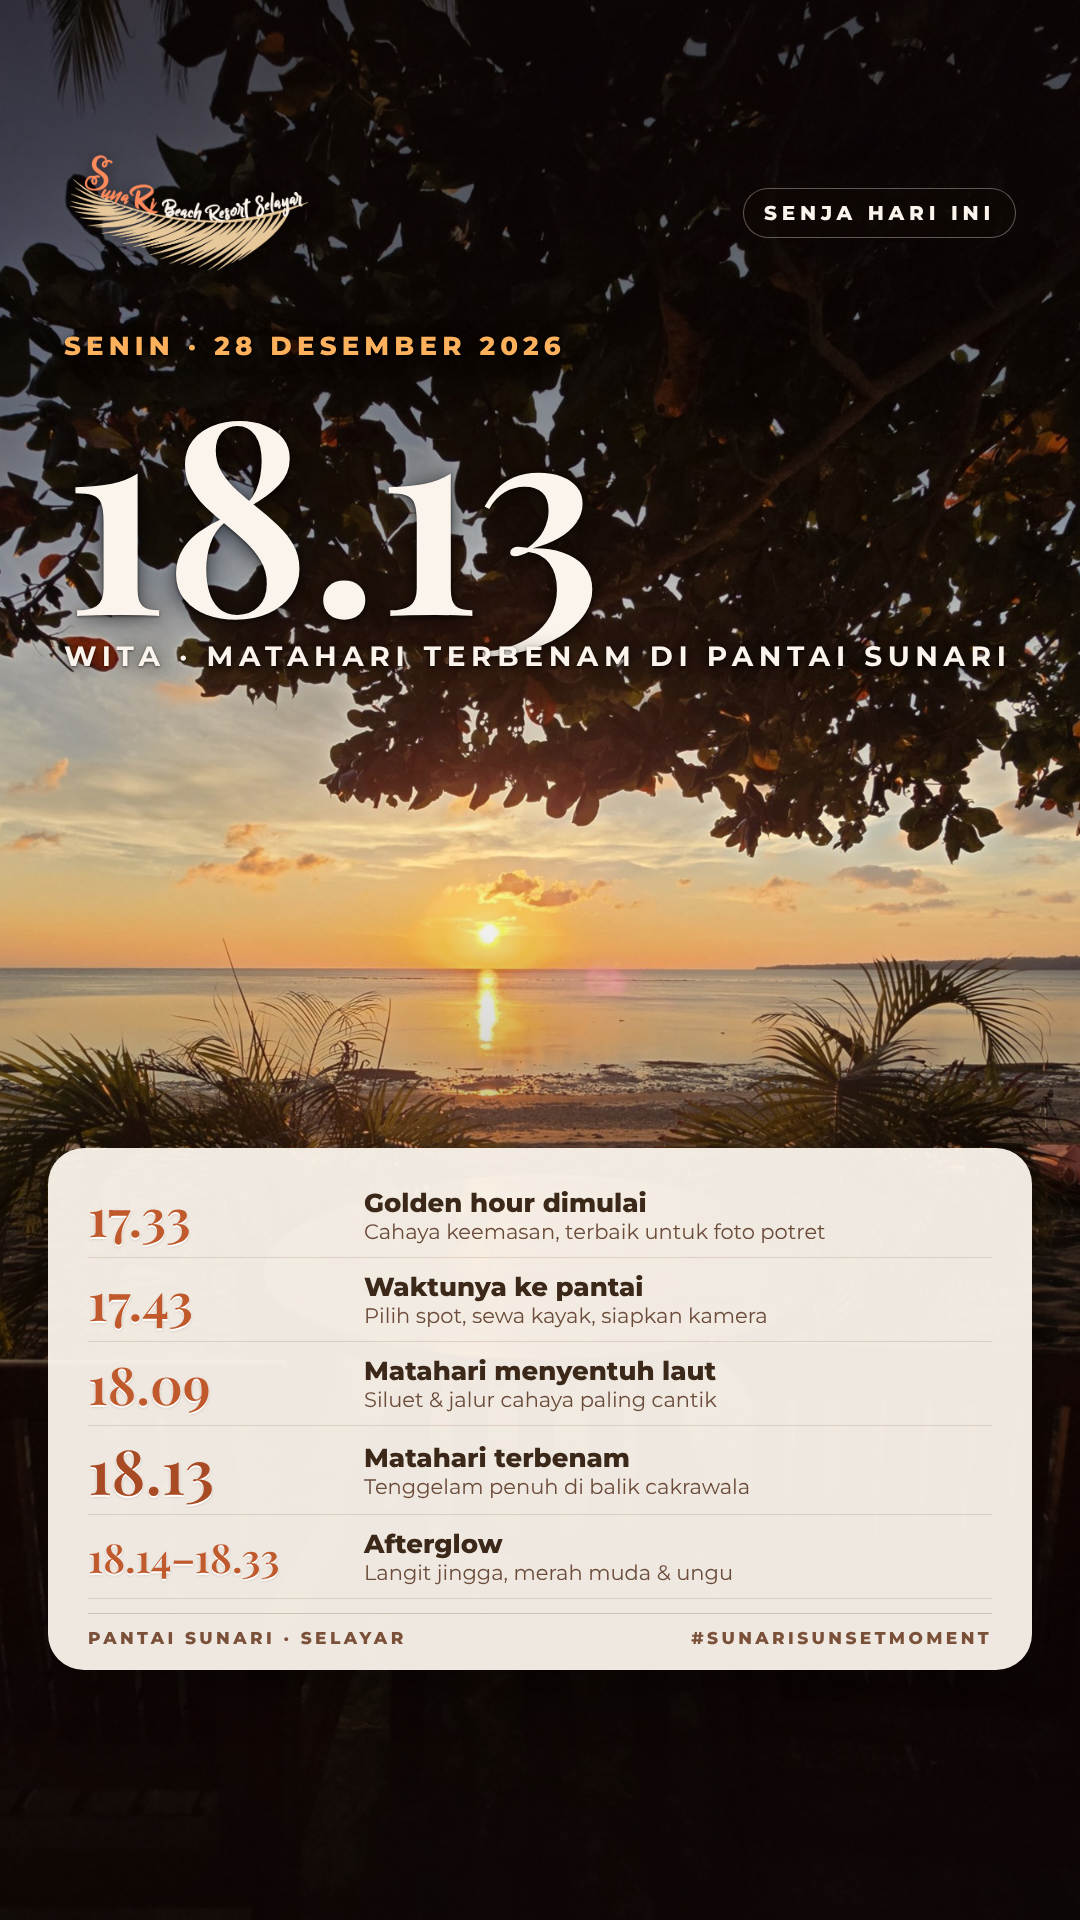 SunaRi Beach Resort Selayar
SENJA HARI INI
SENIN · 28 DESEMBER 2026
18.13
WITA · MATAHARI TERBENAM DI PANTAI SUNARI
17.33
Golden hour dimulai
Cahaya keemasan, terbaik untuk foto potret
17.43
Waktunya ke pantai
Pilih spot, sewa kayak, siapkan kamera
18.09
Matahari menyentuh laut
Siluet & jalur cahaya paling cantik
18.13
Matahari terbenam
Tenggelam penuh di balik cakrawala
18.14–18.33
Afterglow
Langit jingga, merah muda & ungu
PANTAI SUNARI · SELAYAR
#SUNARISUNSETMOMENT